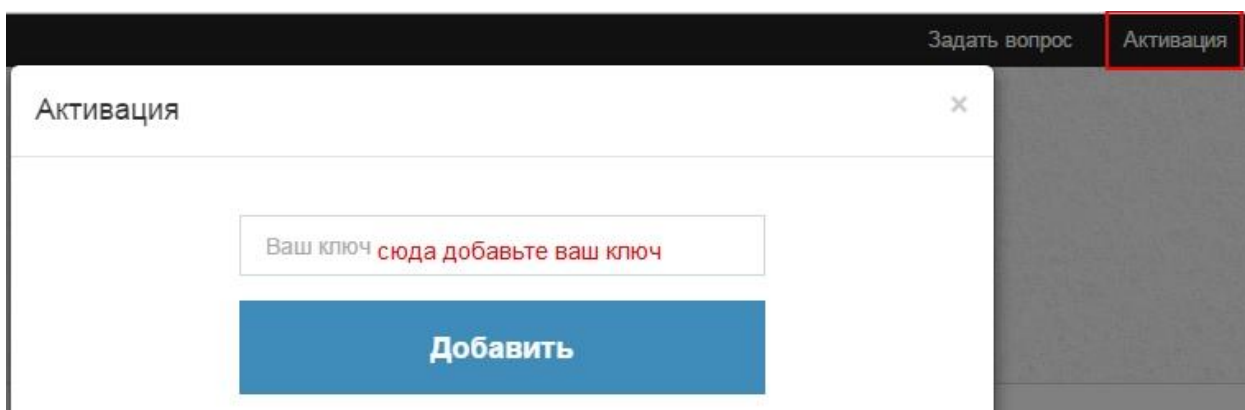 Задать вопрос Активация
Активация ×
Ваш ключ сюда добавьте ваш ключ
Добавить